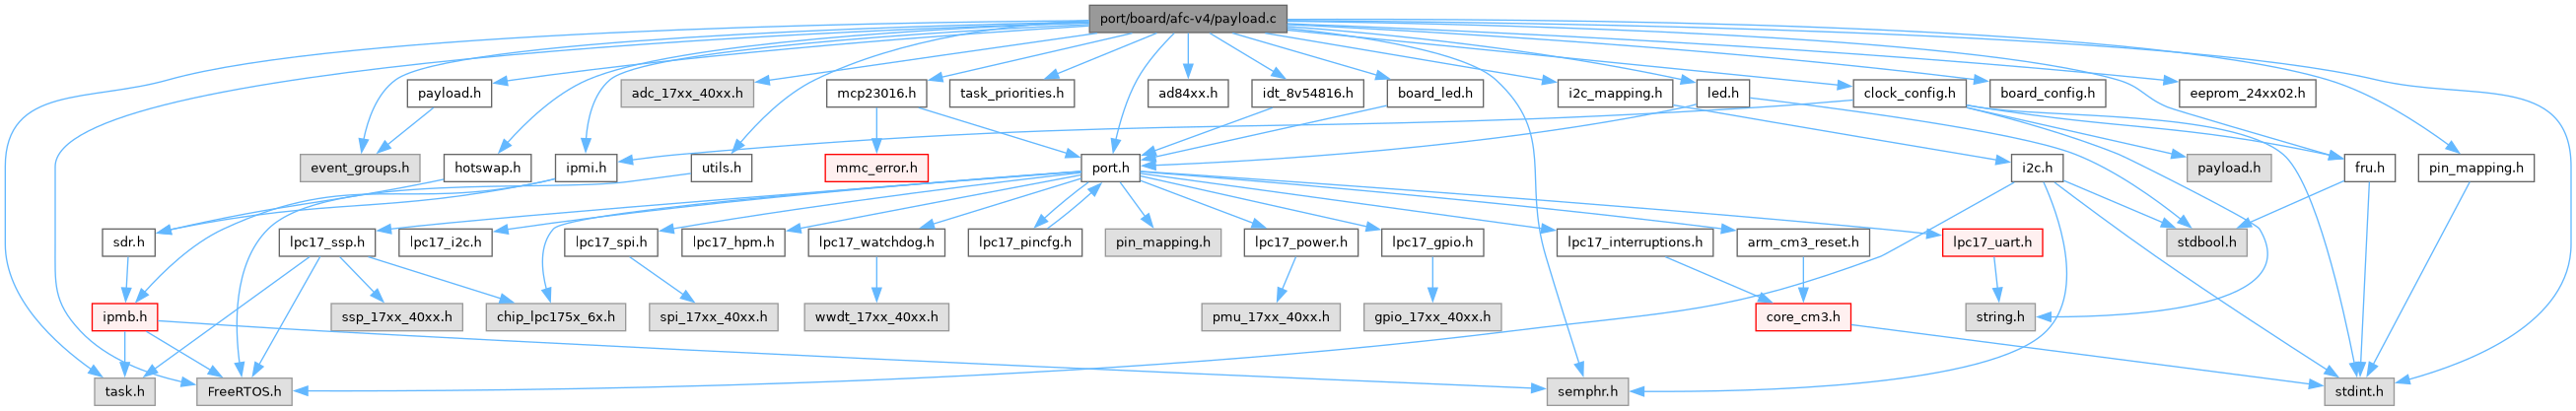 port/board/afc-v4/payload.c
payload.h
adc_17xx_40xx.h
mcp23016.h
task_priorities.h
ad84xx.h
idt_8v54816.h
board_led.h
i2c_mapping.h
led.h
clock_config.h
board_config.h
eeprom_24xx02.h
event_groups.h
hotswap.h
ipmi.h
utils.h
mmc_error.h
port.h
i2c.h
payload.h
fru.h
pin_mapping.h
sdr.h
lpc17_ssp.h
lpc17_i2c.h
lpc17_spi.h
lpc17_hpm.h
lpc17_watchdog.h
lpc17_pincfg.h
pin_mapping.h
lpc17_power.h
lpc17_gpio.h
lpc17_interruptions.h
arm_cm3_reset.h
lpc17_uart.h
stdbool.h
ipmb.h
ssp_17xx_40xx.h
chip_lpc175x_6x.h
spi_17xx_40xx.h
wwdt_17xx_40xx.h
pmu_17xx_40xx.h
gpio_17xx_40xx.h
core_cm3.h
string.h
task.h
FreeRTOS.h
semphr.h
stdint.h